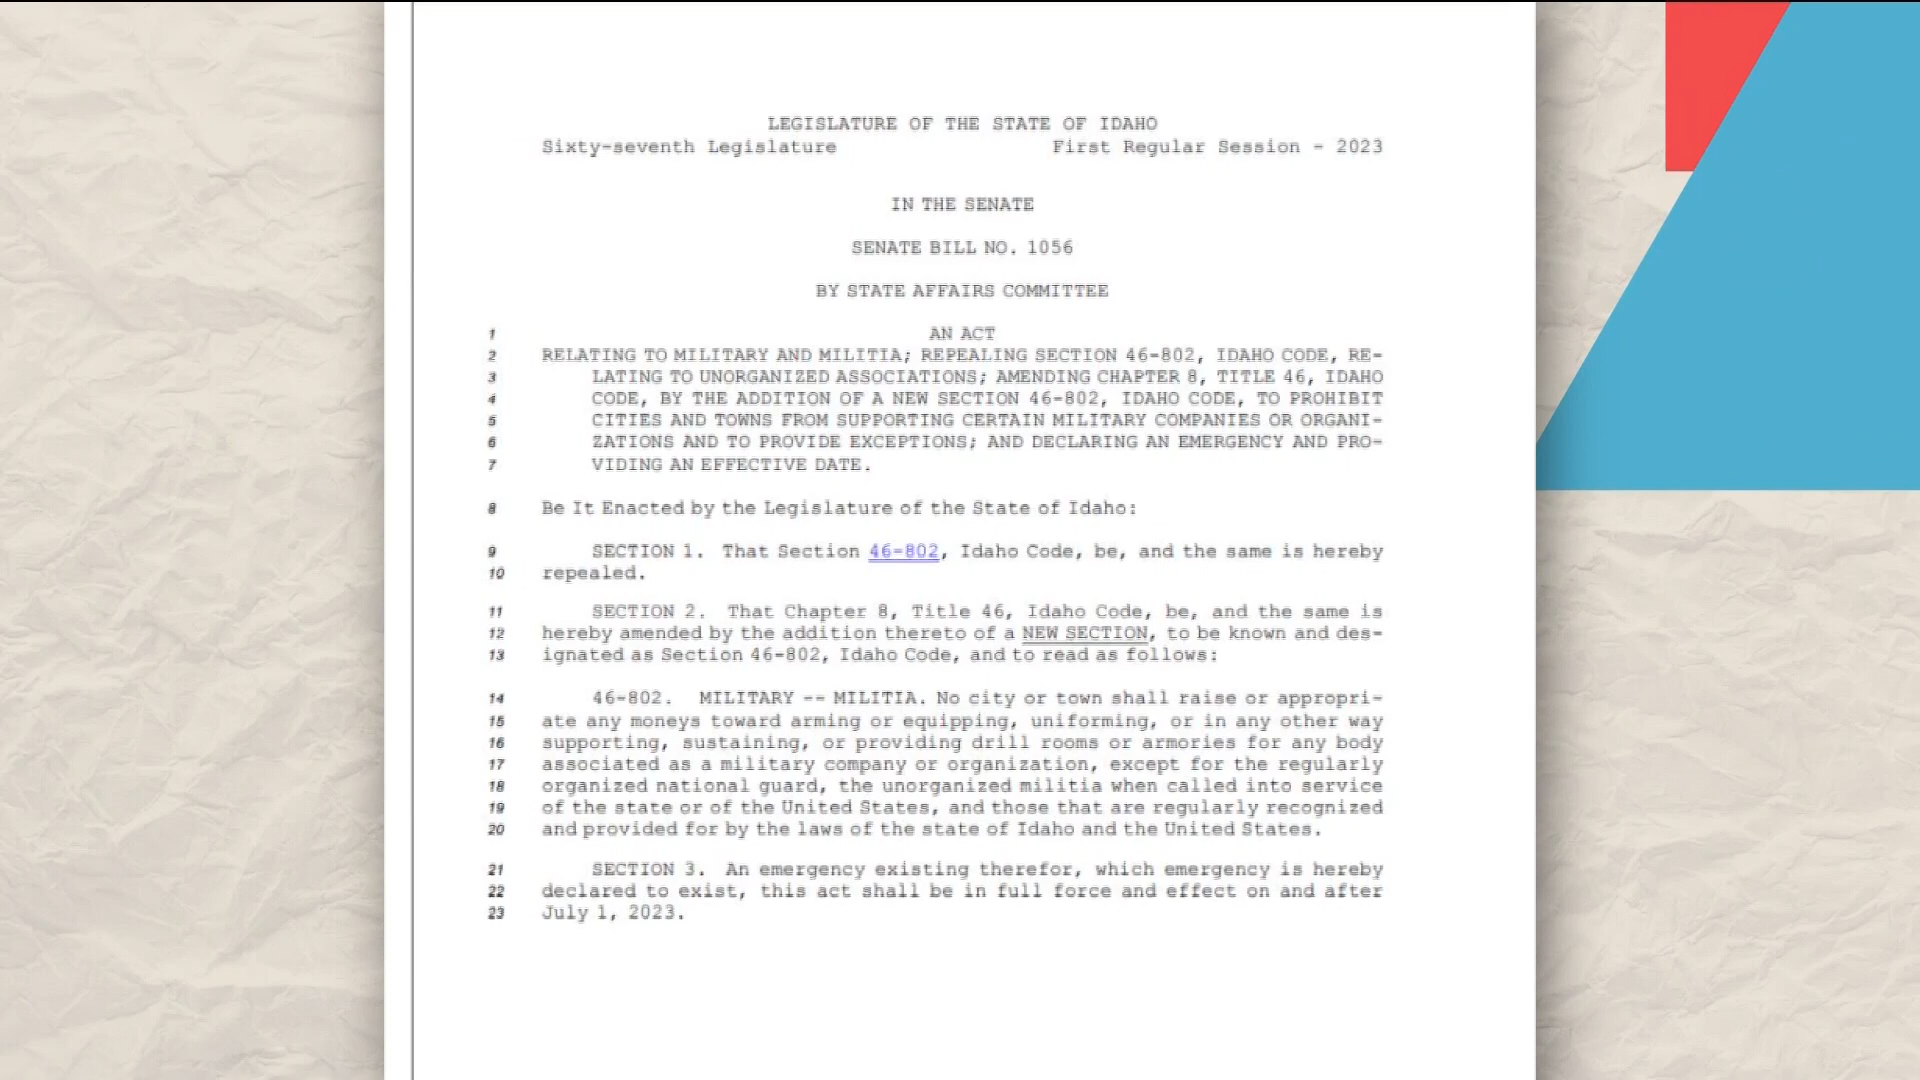 LEGISLATURE OF THE STATE OF IDAHO
Sixty-seventh Legislature First Regular Session - 2023
IN THE SENATE
SENATE BILL NO. 1056
BY STATE AFFAIRS COMMITTEE
1 AN ACT
2 RELATING TO MILITARY AND MILITIA; REPEALING SECTION 46-802, IDAHO CODE, RE-
3 LATING TO UNORGANIZED ASSOCIATIONS; AMENDING CHAPTER 8, TITLE 46, IDAHO
4 CODE, BY THE ADDITION OF A NEW SECTION 46-802, IDAHO CODE, TO PROHIBIT
5 CITIES AND TOWNS FROM SUPPORTING CERTAIN MILITARY COMPANIES OR ORGANI-
6 ZATIONS AND TO PROVIDE EXCEPTIONS; AND DECLARING AN EMERGENCY AND PRO-
7 VIDING AN EFFECTIVE DATE.
8 Be It Enacted by the Legislature of the State of Idaho:
9 SECTION 1. That Section 46-802, Idaho Code, be, and the same is hereby
10 repealed.
11 SECTION 2. That Chapter 8, Title 46, Idaho Code, be, and the same is
12 hereby amended by the addition thereto of a NEW SECTION, to be known and des-
13 ignated as Section 46-802, Idaho Code, and to read as follows:
14 46-802. MILITARY -- MILITIA. No city or town shall raise or appropri-
15 ate any moneys toward arming or equipping, uniforming, or in any other way
16 supporting, sustaining, or providing drill rooms or armories for any body
17 associated as a military company or organization, except for the regularly
18 organized national guard, the unorganized militia when called into service
19 of the state or of the United States, and those that are regularly recognized
20 and provided for by the laws of the state of Idaho and the United States.
21 SECTION 3. An emergency existing therefor, which emergency is hereby
22 declared to exist, this act shall be in full force and effect on and after
23 July 1, 2023.